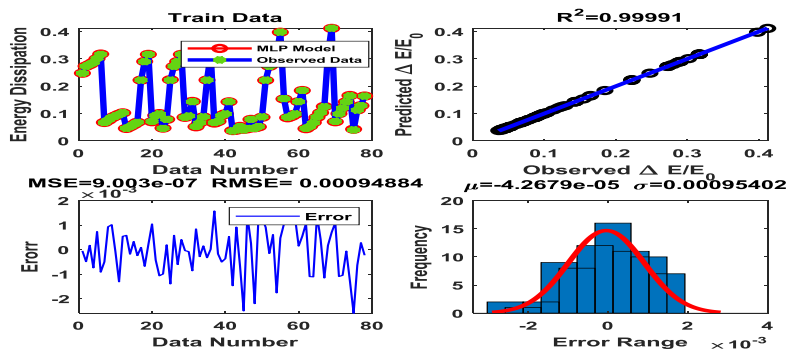 Train Data
Energy Dissipation
0.4
0.3
0.2
0.1
0
MLP Model
Observed Data
0 20 40 60 80
Data Number
R²=0.99991
Predicted Δ E/E₀
0.4
0.3
0.2
0.1
0
0 0.1 0.2 0.3 0.4
Observed Δ E/E₀
MSE=9.003e-07 RMSE= 0.00094884
× 10⁻³
Erorr
2
1
0
-1
-2
Error
0 20 40 60 80
Data Number
μ=-4.2679e-05 σ=0.00095402
Frequency
20
15
10
5
0
-2 0 2
Error Range × 10⁻³